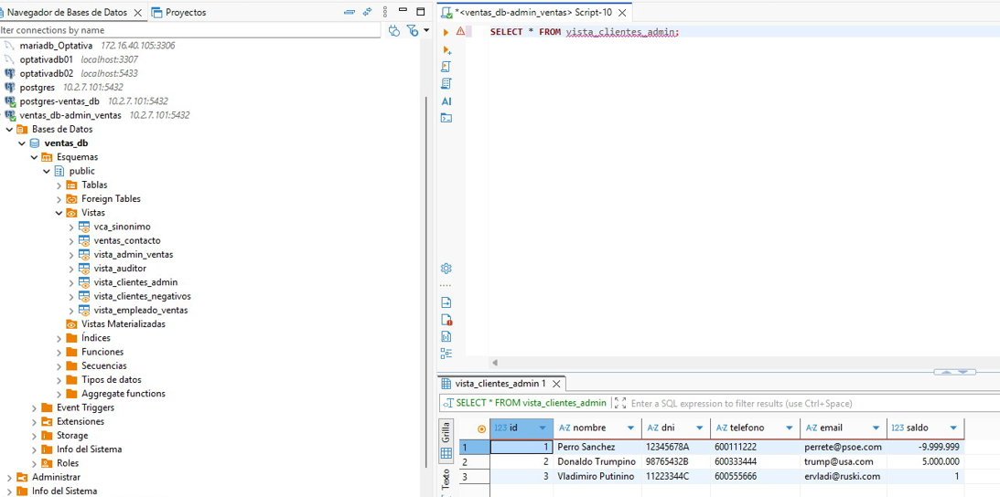 Navegador de Bases de Datos
Proyectos
lter connections by name
mariadb_Optativa 172.16.40.105:3306
optativadb01 localhost:3307
optativadb02 localhost:5433
postgres 10.2.7.101:5432
postgres-ventas_db 10.2.7.101:5432
ventas_db-admin_ventas 10.2.7.101:5432
Bases de Datos
ventas_db
Esquemas
public
Tablas
Foreign Tables
Vistas
vca_sinonimo
ventas_contacto
vista_admin_ventas
vista_auditor
vista_clientes_admin
vista_clientes_negativos
vista_empleado_ventas
Vistas Materializadas
Índices
Funciones
Secuencias
Tipos de datos
Aggregate functions
Event Triggers
Extensiones
Storage
Info del Sistema
Roles
Administrar
Info del Sistema
*<ventas_db-admin_ventas> Script-10
SELECT * FROM vista_clientes_admin;
AI
vista_clientes_admin 1
SELECT * FROM vista_clientes_admin
Enter a SQL expression to filter results (use Ctrl+Space)
Grilla
Texto
123 id A-Z nombre A-Z dni A-Z telefono A-Z email 123 saldo
1 1 Perro Sanchez 12345678A 600111222 perrete@psoe.com -9.999.999
2 2 Donaldo Trumpino 98765432B 600333444 trump@usa.com 5.000.000
3 3 Vladimiro Putinino 11223344C 600555666 ervladi@ruski.com 1